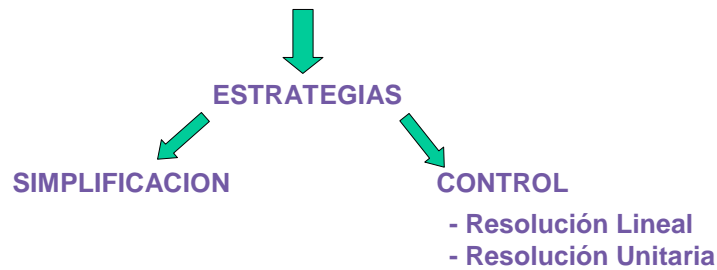 ESTRATEGIAS
SIMPLIFICACION
CONTROL
- Resolución Lineal
- Resolución Unitaria